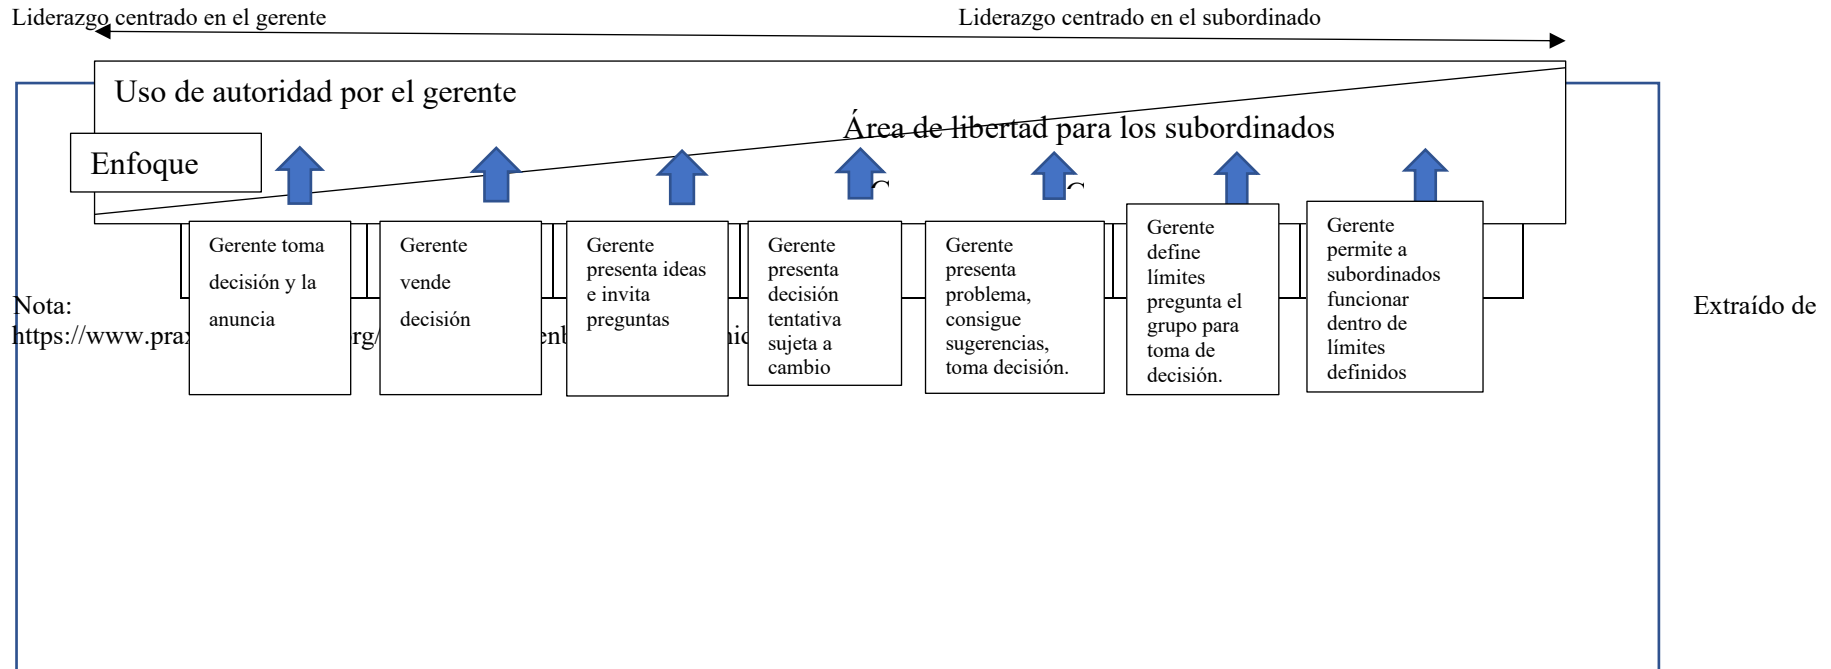 Liderazgo centrado en el gerente
Liderazgo centrado en el subordinado
Uso de autoridad por el gerente
Área de libertad para los subordinados
Enfoque
Gerente toma
decisión y la
anuncia
Gerente
vende
decisión
Gerente
presenta ideas
e invita
preguntas
Gerente
presenta
decisión
tentativa
sujeta a
cambio
Gerente
presenta
problema,
consigue
sugerencias,
toma decisión.
Gerente
define
límites
pregunta el
grupo para
toma de
decisión.
Gerente
permite a
subordinados
funcionar
dentro de
límites
definidos
Nota:
Extraído de
https://www.pra